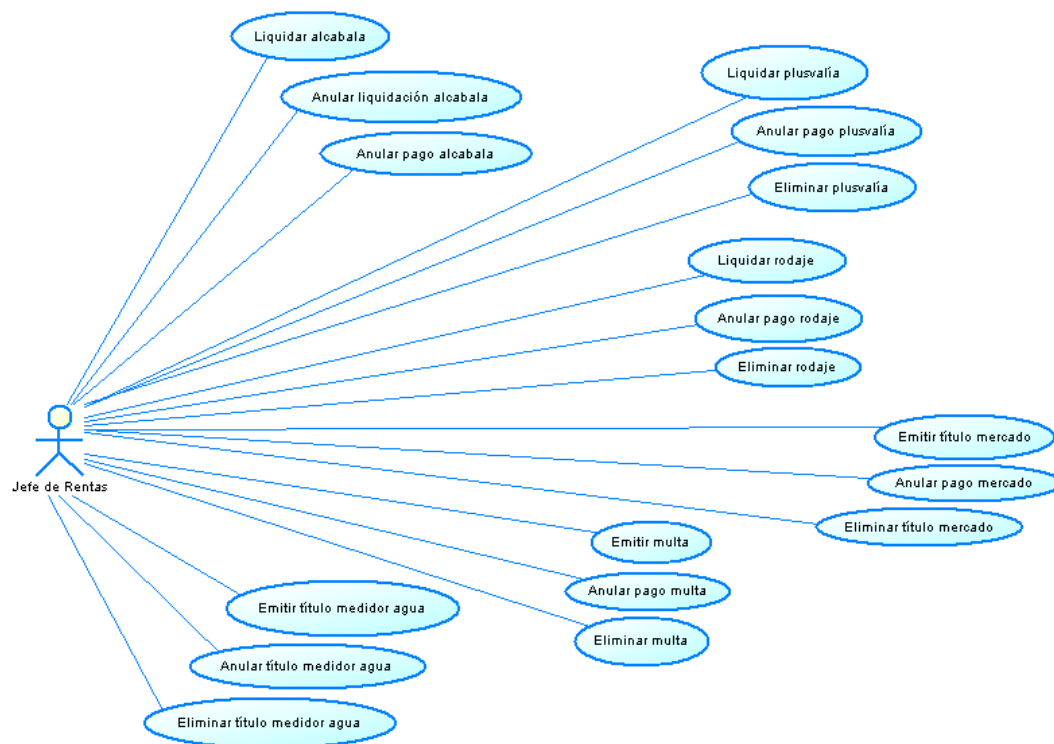 Liquidar alcabala
Anular liquidación alcabala
Anular pago alcabala
Liquidar plusvalía
Anular pago plusvalía
Eliminar plusvalía
Liquidar rodaje
Anular pago rodaje
Eliminar rodaje
Emitir título mercado
Anular pago mercado
Eliminar título mercado
Jefe de Rentas
Emitir multa
Anular pago multa
Eliminar multa
Emitir título medidor agua
Anular título medidor agua
Eliminar título medidor agua